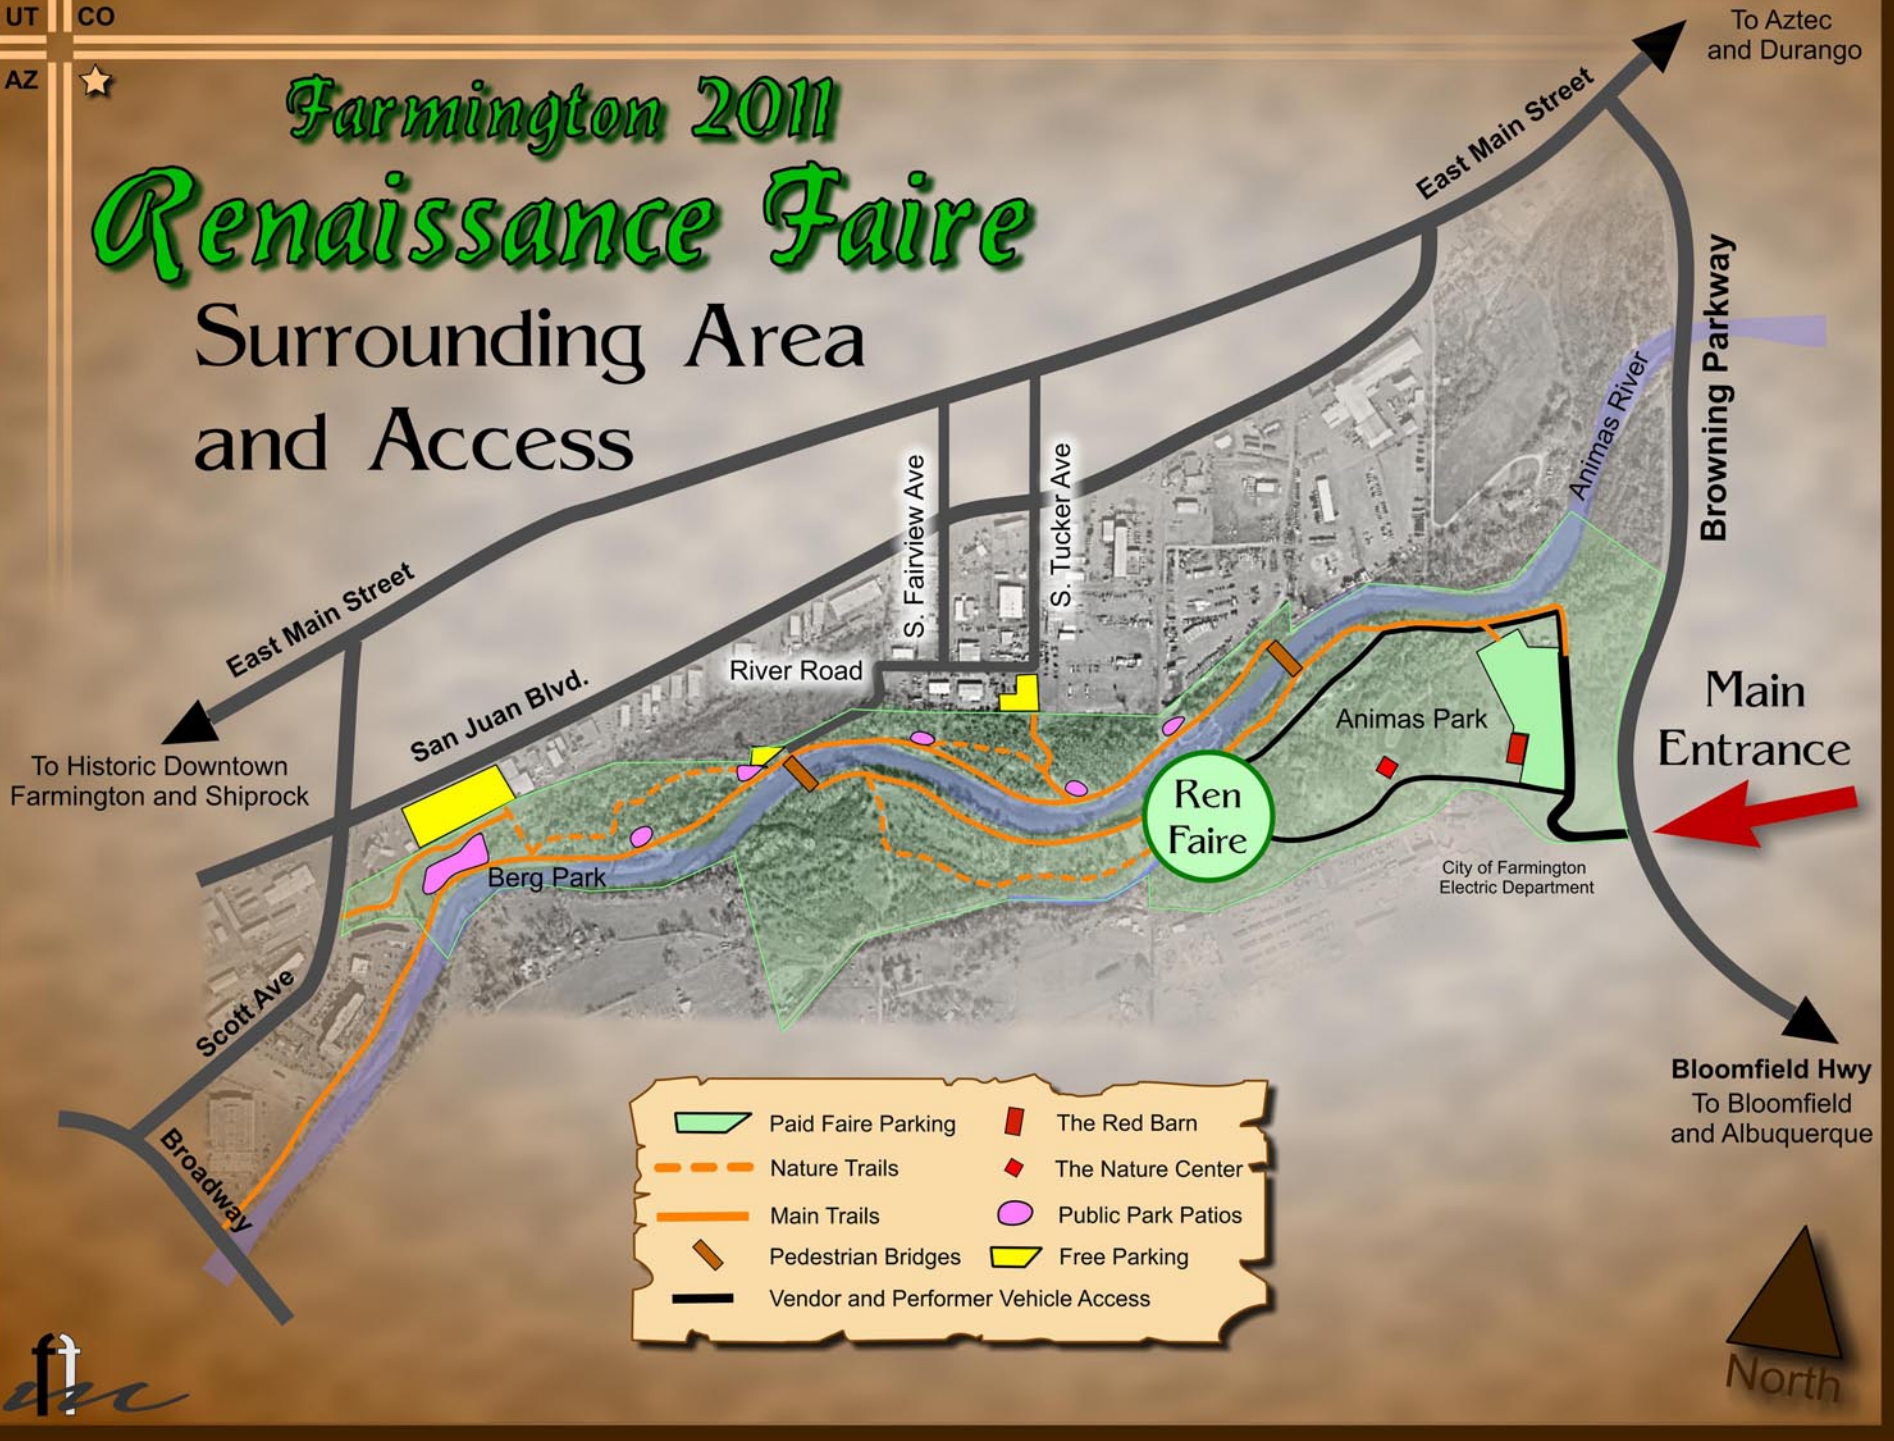 UT CO
AZ
Farmington 2011
Renaissance Faire
Surrounding Area
and Access
To Aztec
and Durango
East Main Street
Browning Parkway
Animas River
S. Fairview Ave
S. Tucker Ave
East Main Street
River Road
San Juan Blvd.
To Historic Downtown
Farmington and Shiprock
Animas Park
Main
Entrance
Ren
Faire
Berg Park
City of Farmington
Electric Department
Scott Ave
Broadway
Bloomfield Hwy
To Bloomfield
and Albuquerque
Paid Faire Parking
The Red Barn
Nature Trails
The Nature Center
Main Trails
Public Park Patios
Pedestrian Bridges
Free Parking
Vendor and Performer Vehicle Access
North